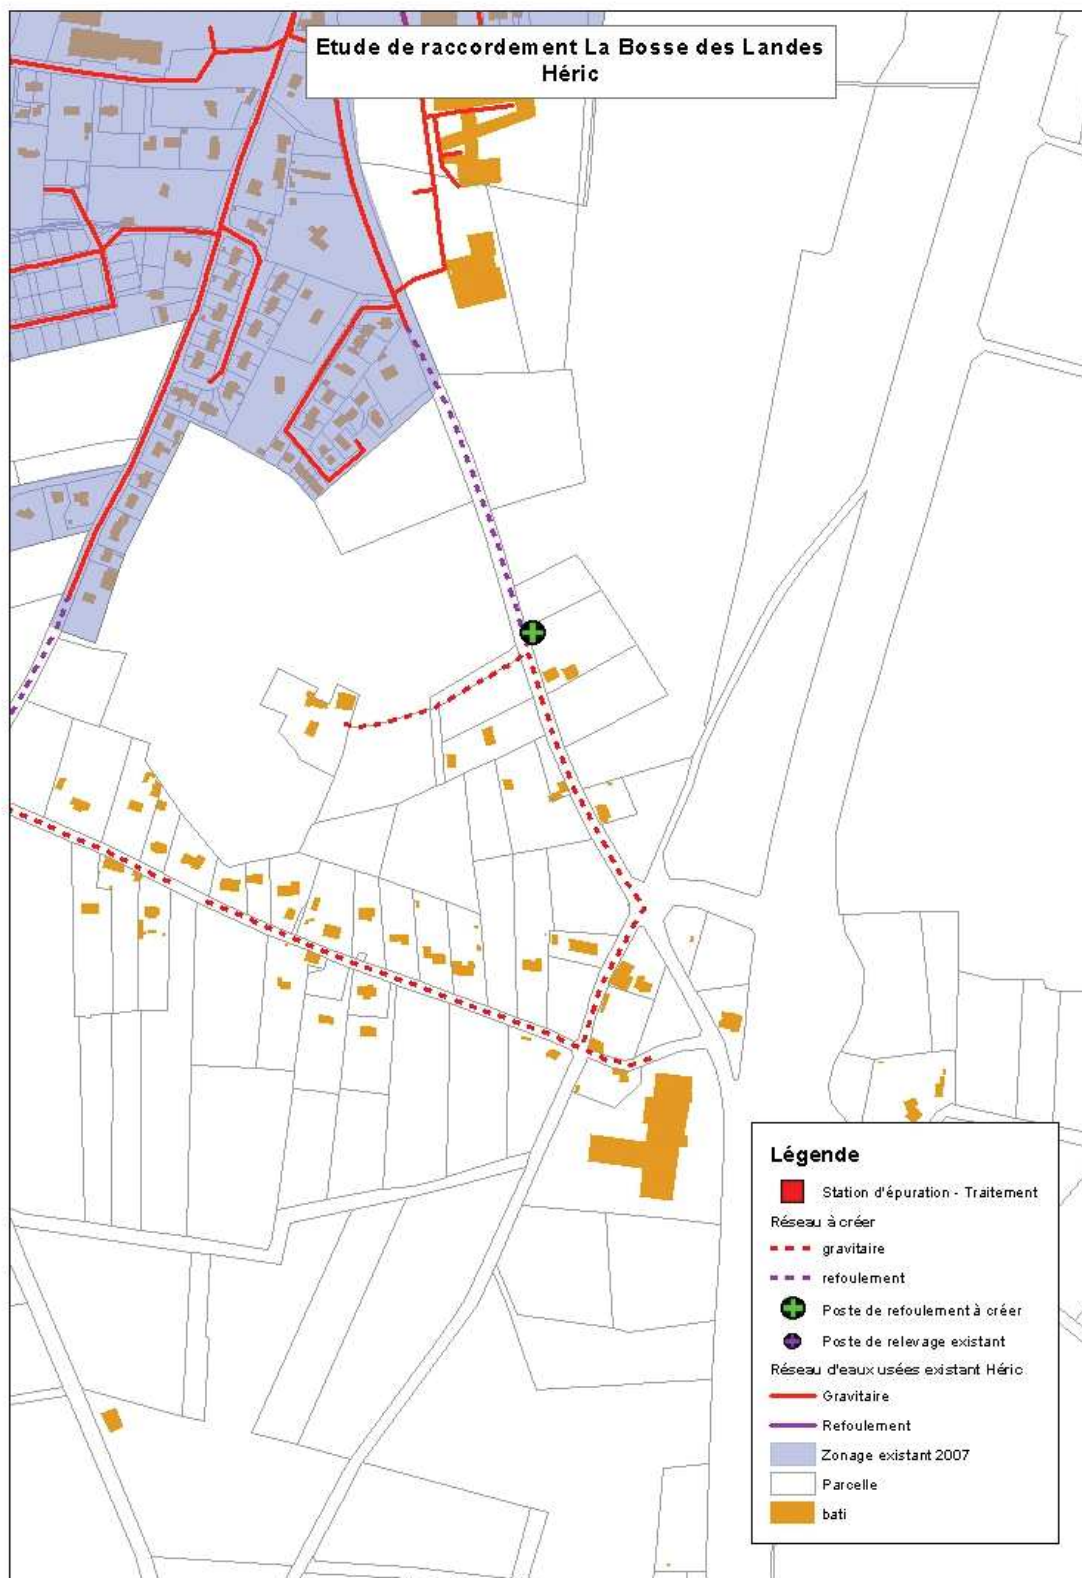 Etude de raccordement La Bosse des Landes
Héric
Légende
Station d'épuration - Traitement
Réseau à créer
gravitaire
refoulement
Poste de refoulement à créer
Poste de relevage existant
Réseau d'eaux usées existant Héric
Gravitaire
Refoulement
Zonage existant 2007
Parcelle
bati